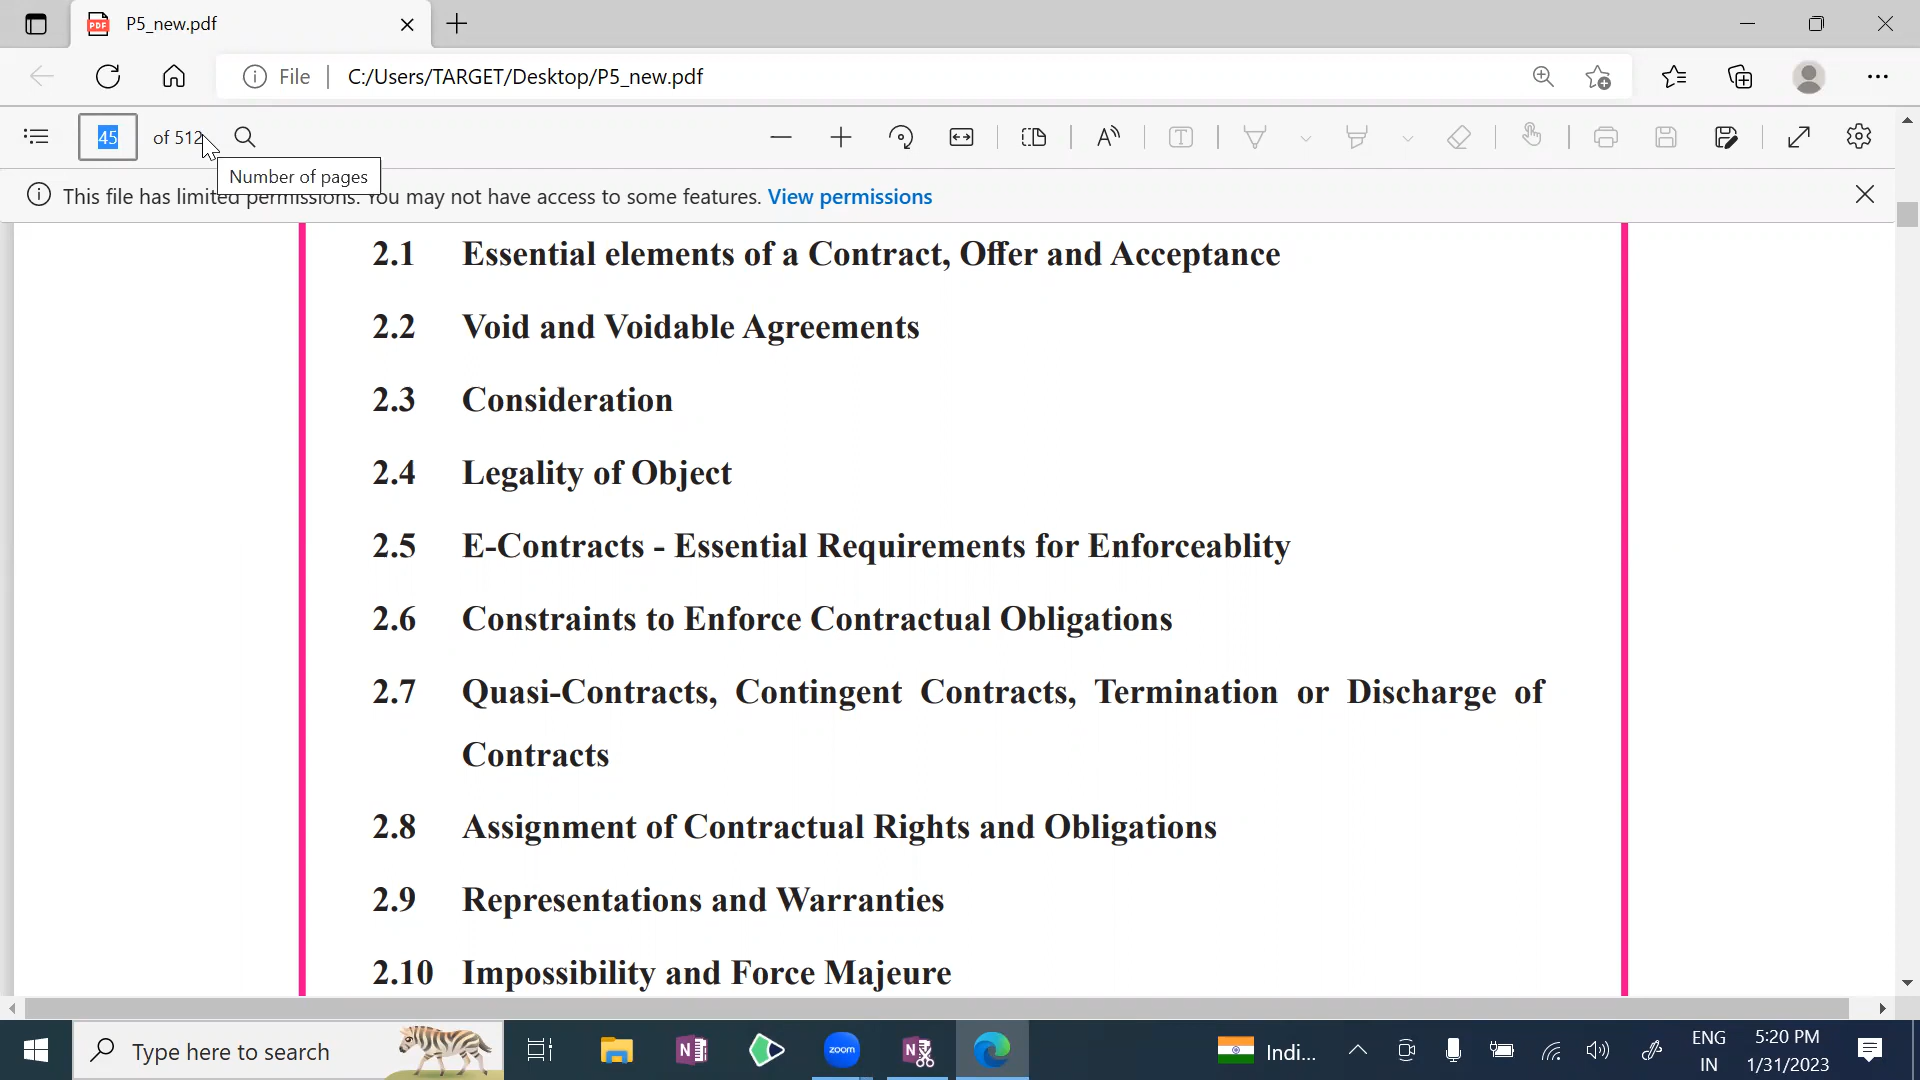 P5_new.pdf
File
C:/Users/TARGET/Desktop/P5_new.pdf
45 of 512
Number of pages
This file has limited permissions. You may not have access to some features. View permissions
2.1 Essential elements of a Contract, Offer and Acceptance
2.2 Void and Voidable Agreements
2.3 Consideration
2.4 Legality of Object
2.5 E-Contracts - Essential Requirements for Enforceablity
2.6 Constraints to Enforce Contractual Obligations
2.7 Quasi-Contracts, Contingent Contracts, Termination or Discharge of
Contracts
2.8 Assignment of Contractual Rights and Obligations
2.9 Representations and Warranties
2.10 Impossibility and Force Majeure
Type here to search
zoom
Indi...
ENG
IN
5:20 PM
1/31/2023